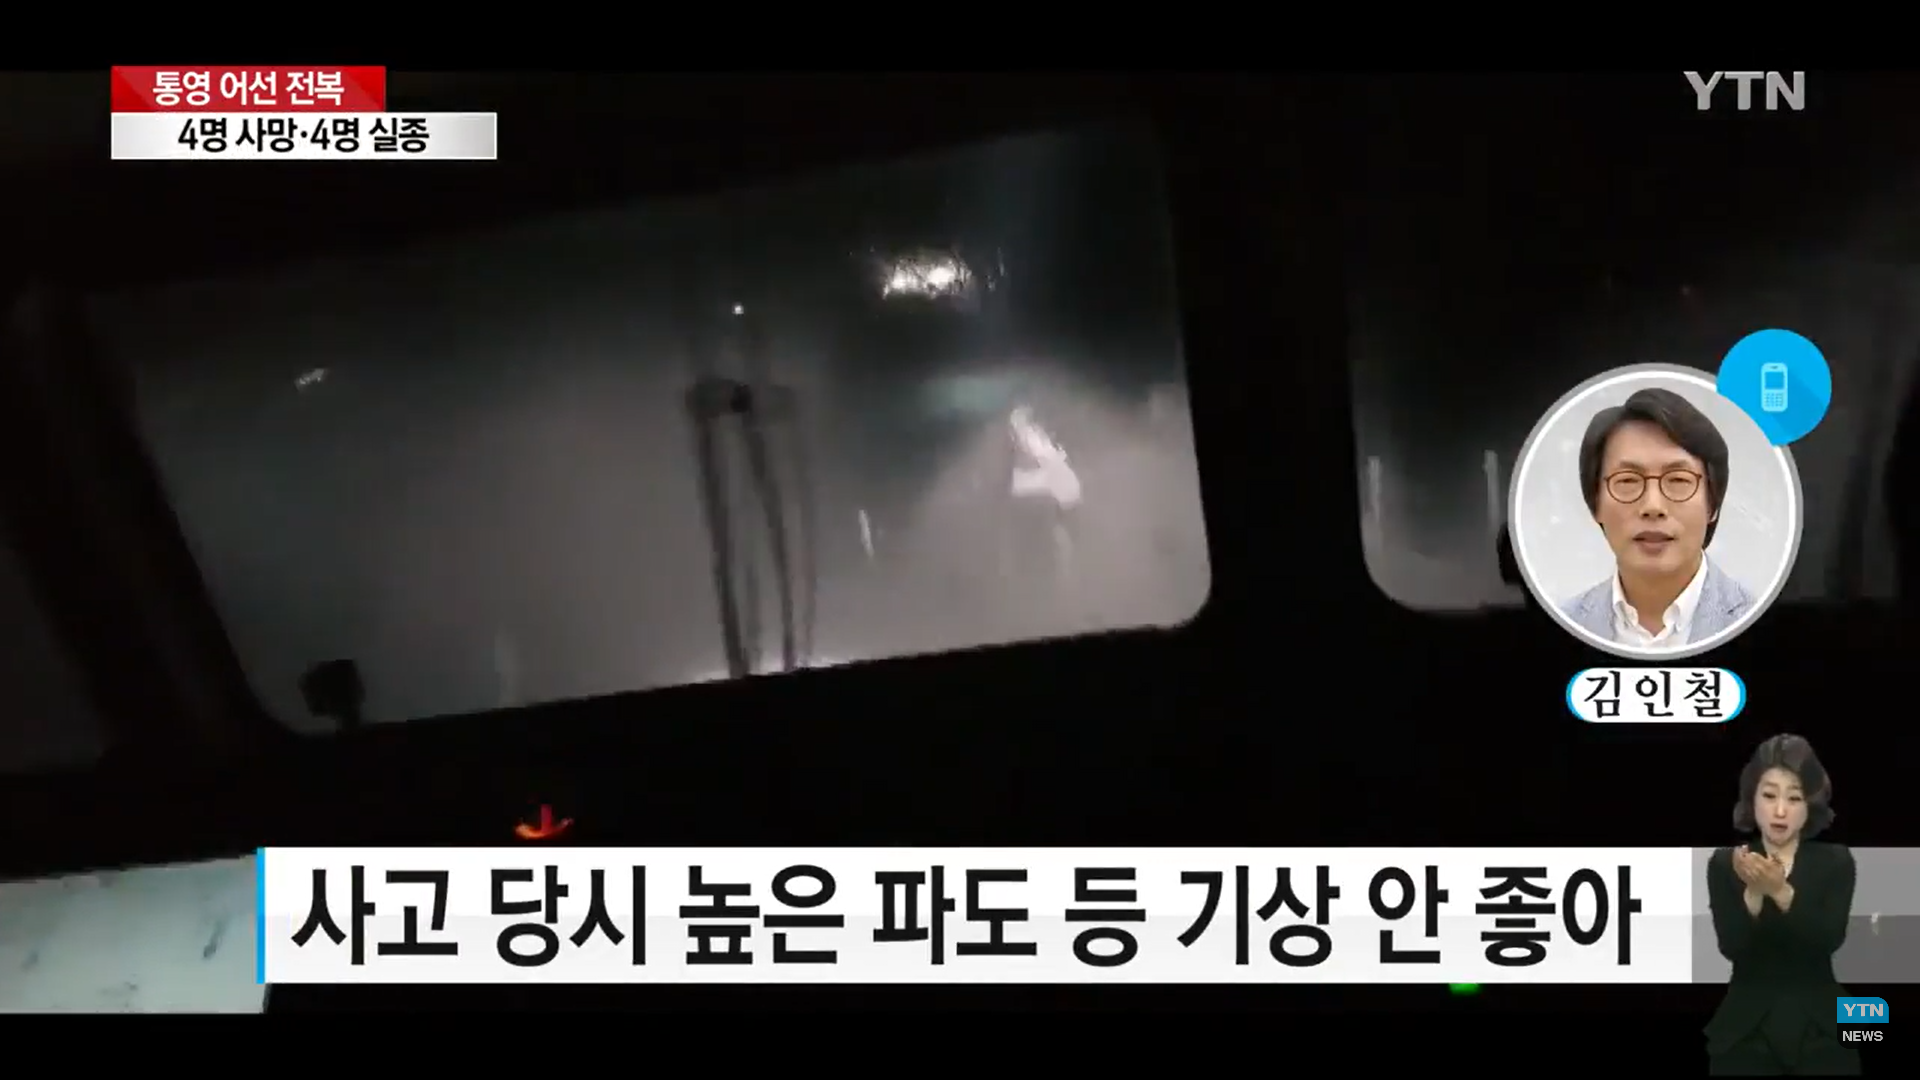 통영 어선 전복
4명 사망·4명 실종
YTN
김인철
사고 당시 높은 파도 등 기상 안 좋아
YTN
NEWS